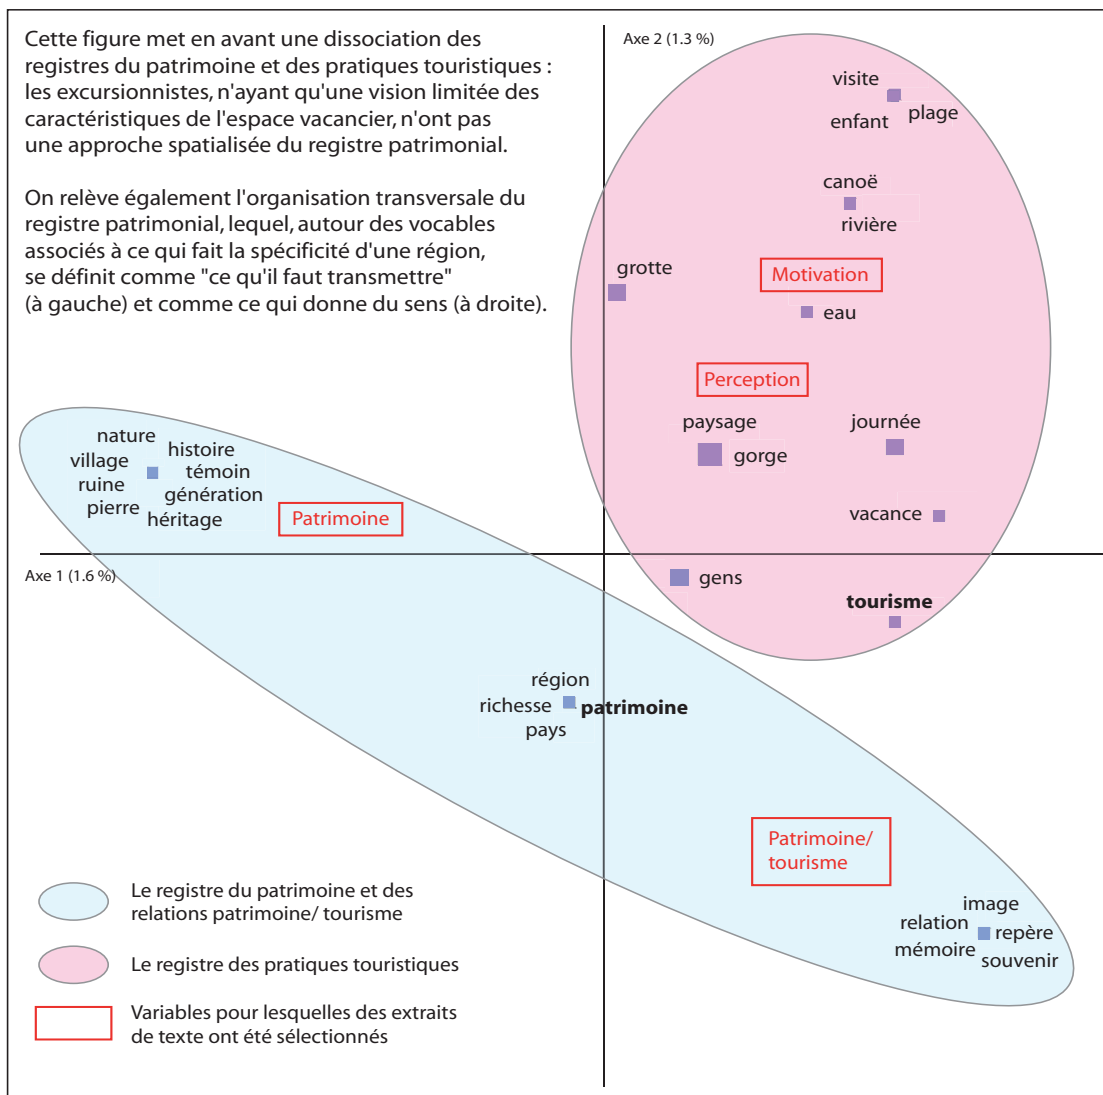 Cette figure met en avant une dissociation des
registres du patrimoine et des pratiques touristiques :
les excursionnistes, n'ayant qu'une vision limitée des
caractéristiques de l'espace vacancier, n'ont pas
une approche spatialisée du registre patrimonial.
On relève également l'organisation transversale du
registre patrimonial, lequel, autour des vocables
associés à ce qui fait la spécificité d'une région,
se définit comme "ce qu'il faut transmettre"
(à gauche) et comme ce qui donne du sens (à droite).
Axe 2 (1.3 %)
visite
plage
enfant
canoë
rivière
grotte
Motivation
eau
Perception
paysage
gorge
journée
vacance
nature
histoire
village
témoin
ruine
génération
pierre
héritage
Patrimoine
Axe 1 (1.6 %)
gens
tourisme
région
richesse
patrimoine
pays
Patrimoine/
tourisme
image
relation
repère
mémoire
souvenir
Le registre du patrimoine et des
relations patrimoine/ tourisme
Le registre des pratiques touristiques
Variables pour lesquelles des extraits
de texte ont été sélectionnés